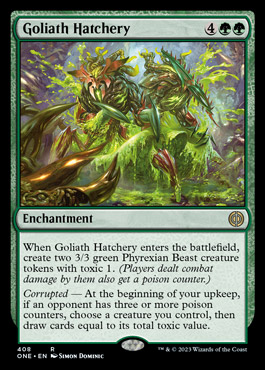 Goliath Hatchery 4
Enchantment
When Goliath Hatchery enters the battlefield,
create two 3/3 green Phyrexian Beast creature
tokens with toxic 1. (Players dealt combat
damage by them also get a poison counter.)
Corrupted — At the beginning of your upkeep,
if an opponent has three or more poison
counters, choose a creature you control, then
draw cards equal to its total toxic value.
408 R
ONE • EN Simon Dominic
™ & © 2023 Wizards of the Coast